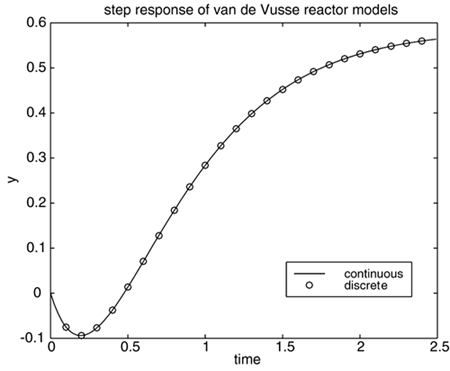 step response of van de Vusse reactor models
0.6
0.5
0.4
0.3
0.2
0.1
0
-0.1
y
continuous
discrete
0 0.5 1 1.5 2 2.5
time